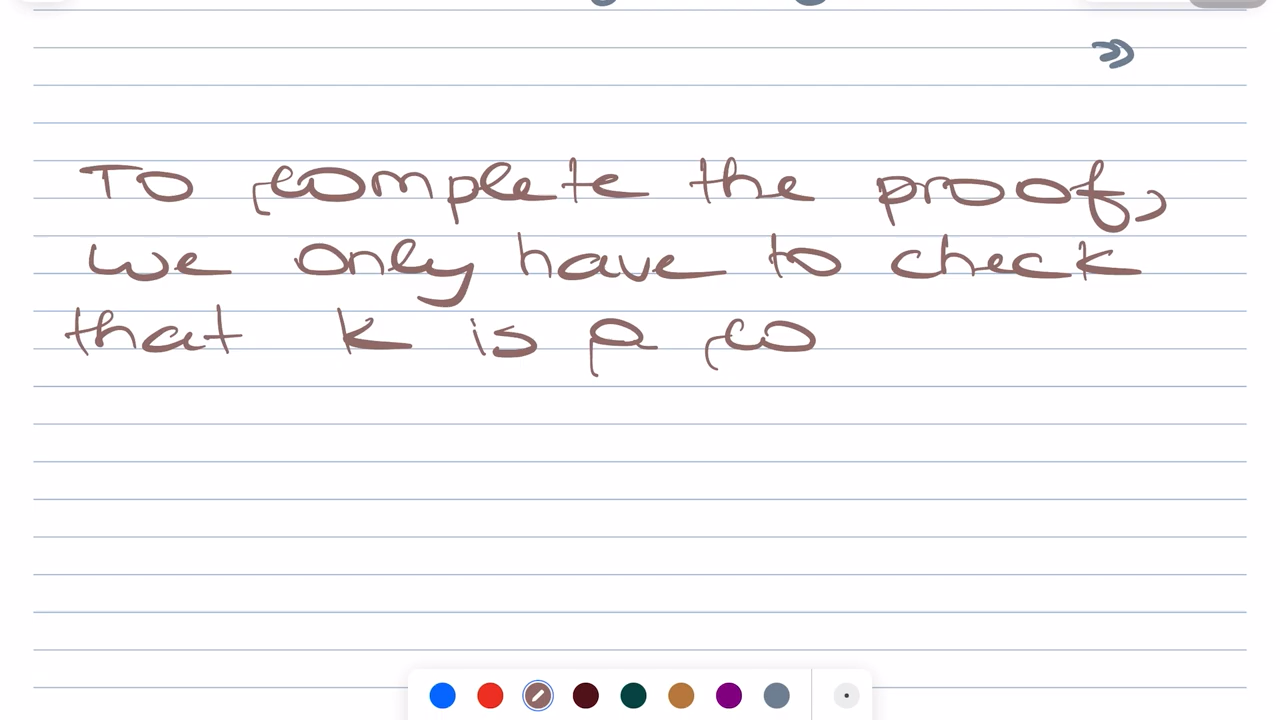 To complete the proof,
we only have to check
that k is a co